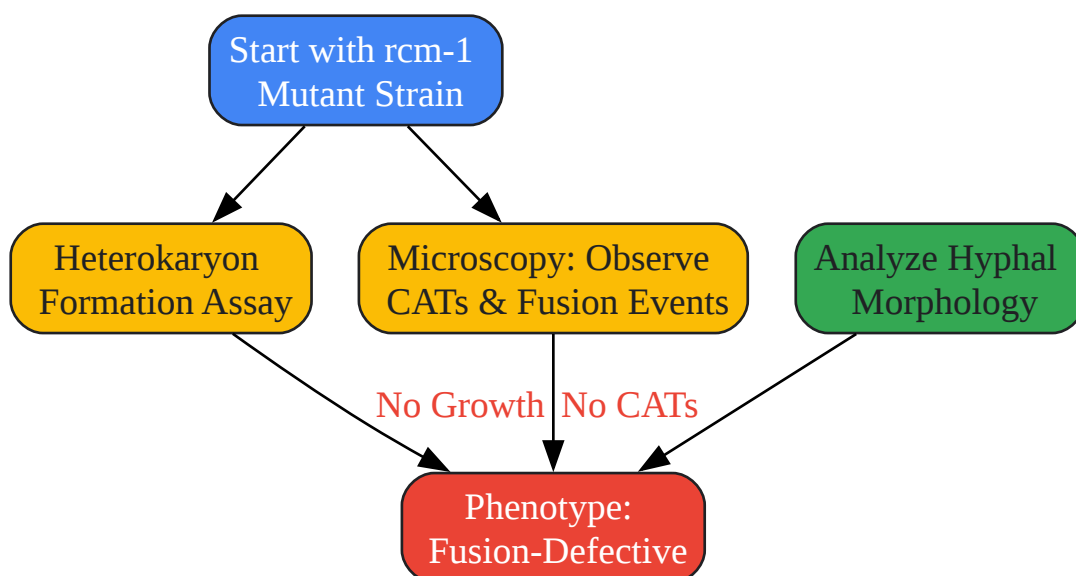 Start with rcm-1
Mutant Strain
Heterokaryon
Formation Assay
Microscopy: Observe
CATs & Fusion Events
Analyze Hyphal
Morphology
No Growth
No CATs
Phenotype:
Fusion-Defective